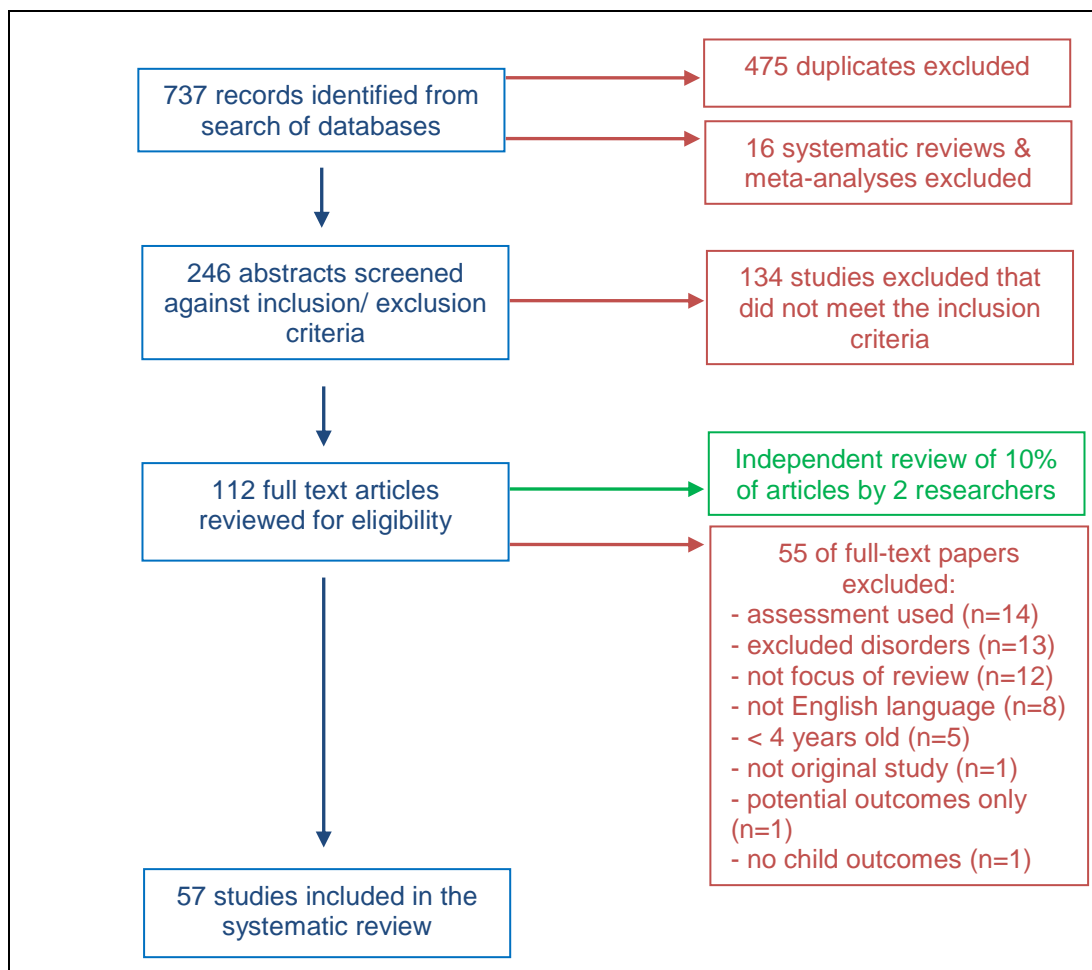 737 records identified from
search of databases
475 duplicates excluded
16 systematic reviews &
meta-analyses excluded
246 abstracts screened
against inclusion/ exclusion
criteria
134 studies excluded that
did not meet the inclusion
criteria
112 full text articles
reviewed for eligibility
Independent review of 10%
of articles by 2 researchers
55 of full-text papers
excluded:
- assessment used (n=14)
- excluded disorders (n=13)
- not focus of review (n=12)
- not English language (n=8)
- < 4 years old (n=5)
- not original study (n=1)
- potential outcomes only
(n=1)
- no child outcomes (n=1)
57 studies included in the
systematic review